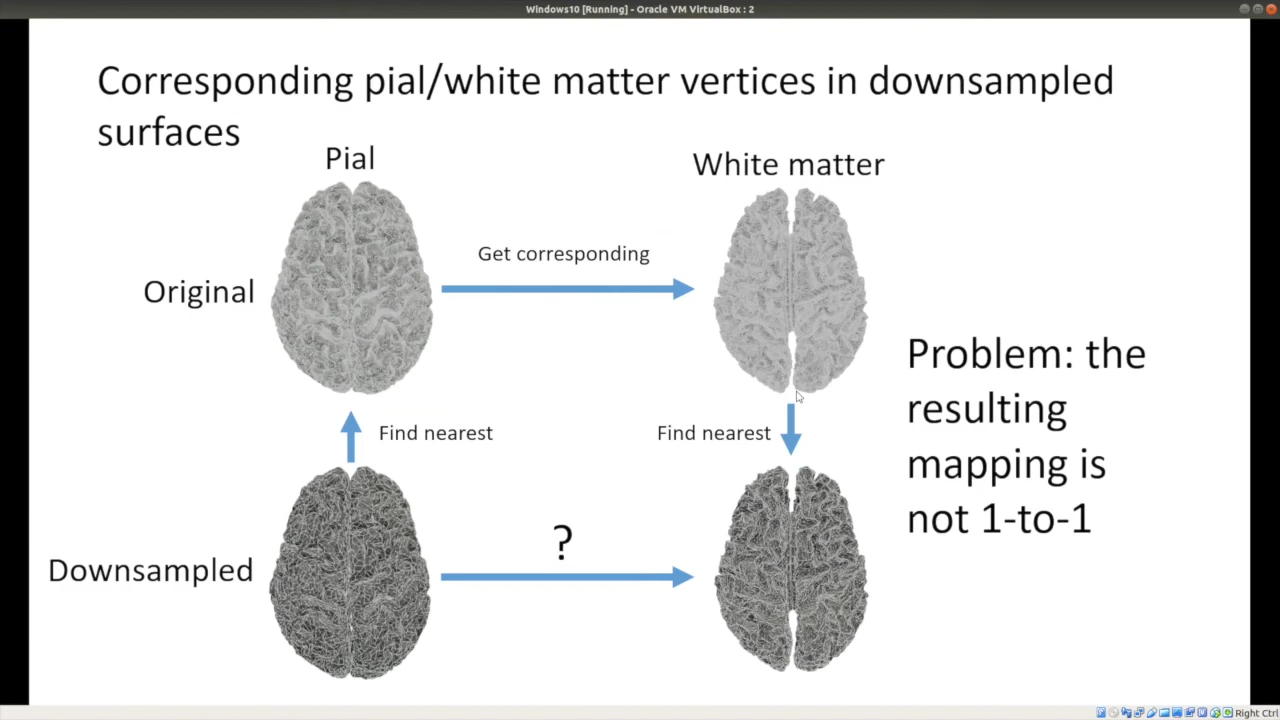 Windows10 [Running] - Oracle VM VirtualBox : 2
Corresponding pial/white matter vertices in downsampled
surfaces
Pial
White matter
Get corresponding
Original
Problem: the
resulting
mapping is
not 1-to-1
Find nearest
Find nearest
?
Downsampled
Right Ctrl